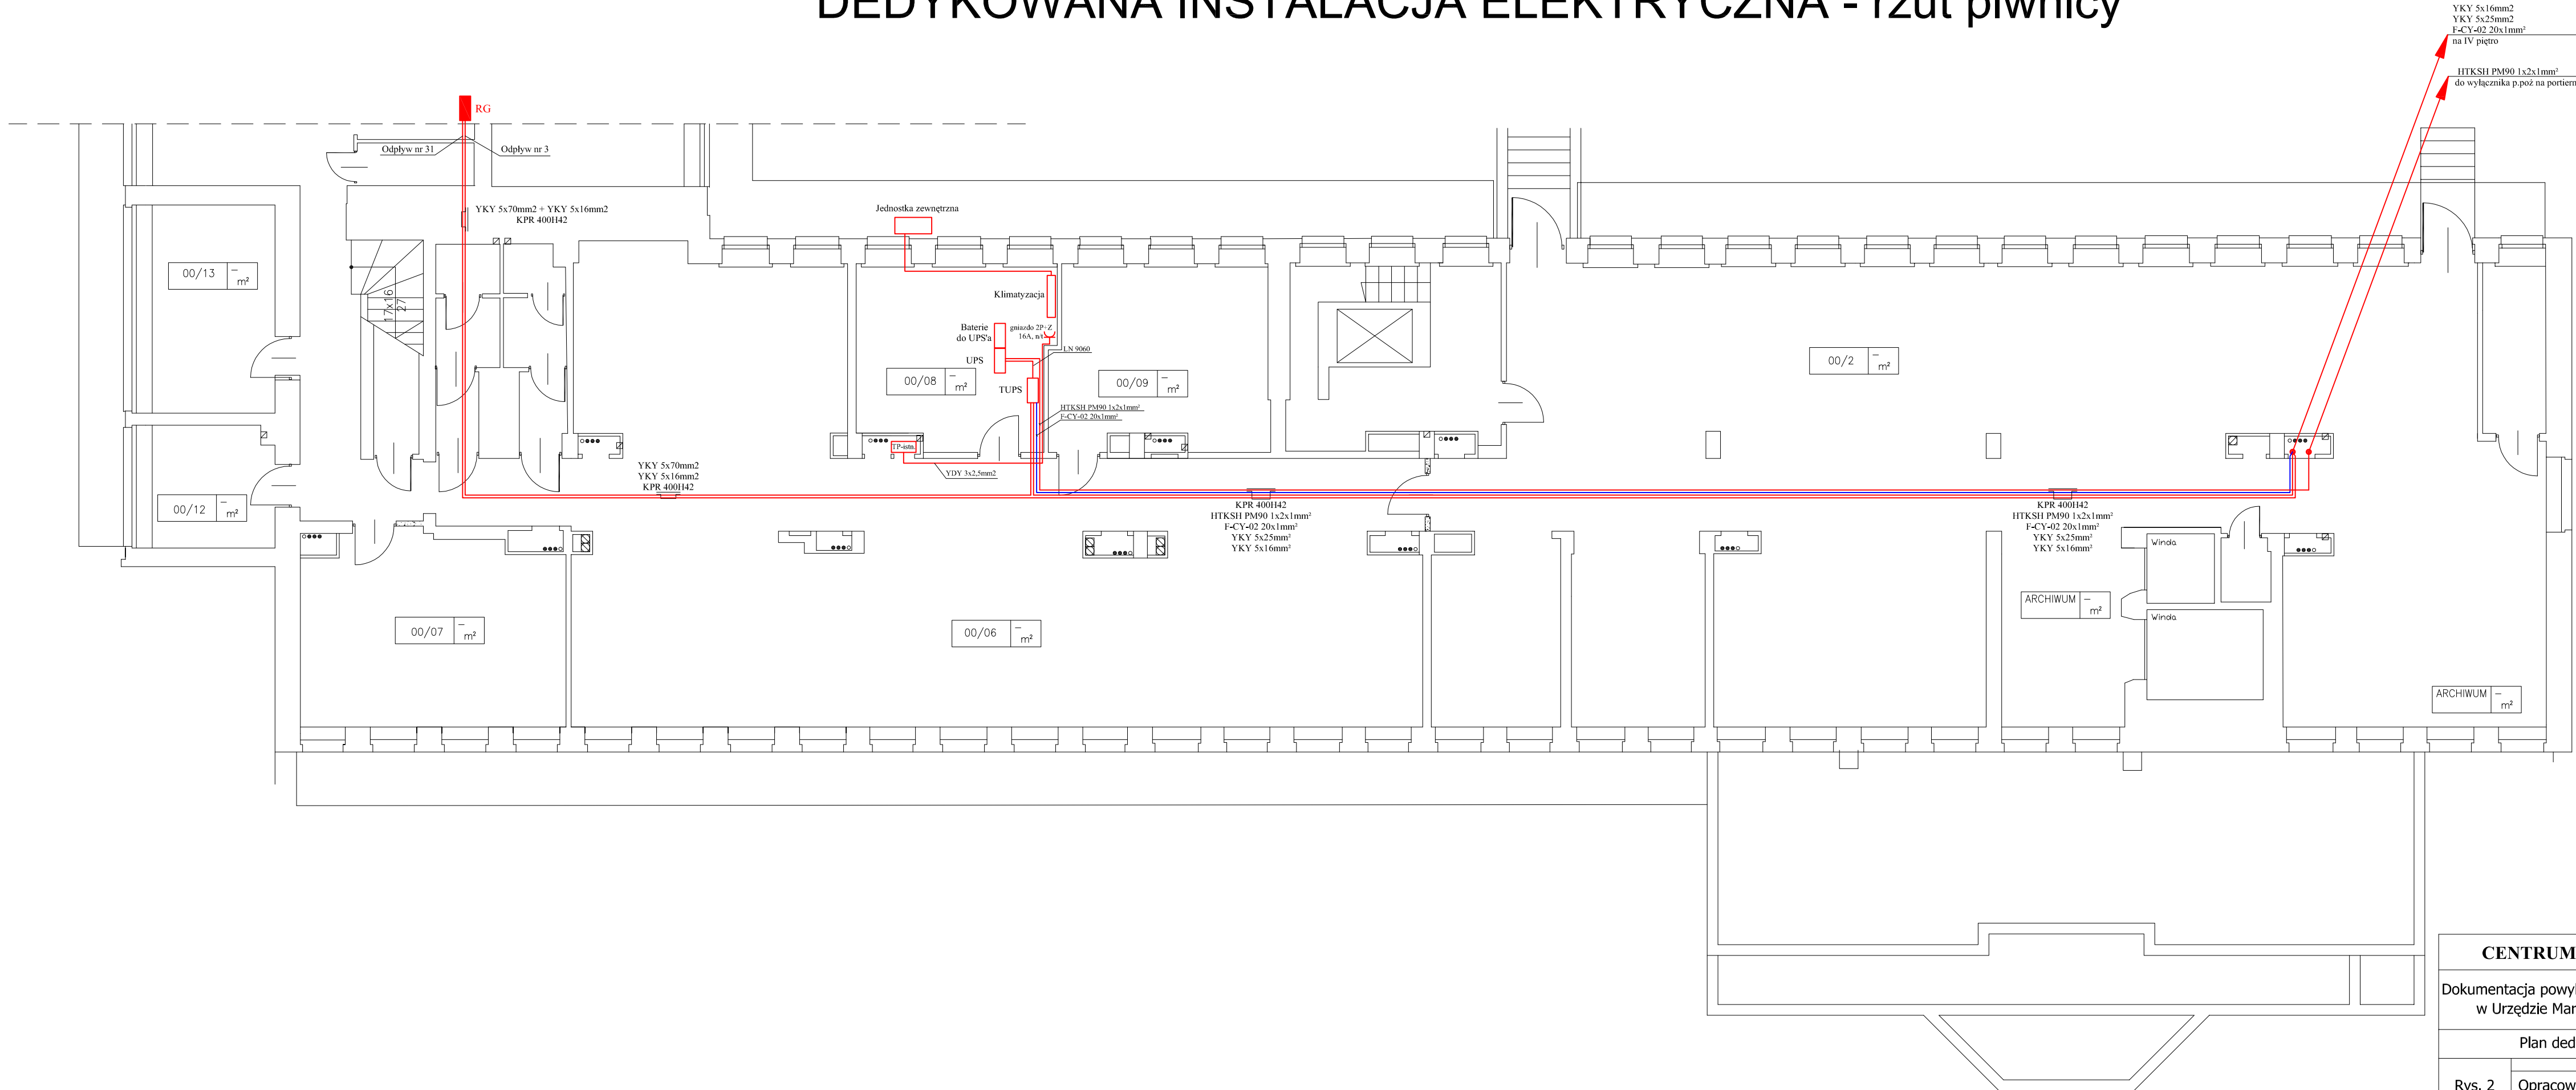 DEDYKOWANA INSTALACJA ELEKTRYCZNA - rzut piwnicy
YKY 5x16mm2
YKY 5x25mm2
F-CY-02 20x1mm²
na IV piętro
HTKSH PM90 1x2x1mm²
do wyłącznika p.poż na portiern
RG
Odpływ nr 31
Odpływ nr 3
YKY 5x70mm2 + YKY 5x16mm2
KPR 400H42
Jednostka zewnętrzna
00/13
–
m²
17x16
27
Klimatyzacja
Baterie
do UPS'a
gniazdo 2P+Z
16A, n/t
UPS
LN 9060
TUPS
00/08
–
m²
00/09
–
m²
00/2
–
m²
HTKSH PM90 1x2x1mm²
F-CY-02 20x1mm²
TP-istn.
YDY 3x2,5mm2
YKY 5x70mm2
YKY 5x16mm2
KPR 400H42
00/12
–
m²
KPR 400H42
HTKSH PM90 1x2x1mm²
F-CY-02 20x1mm²
YKY 5x25mm²
YKY 5x16mm²
KPR 400H42
HTKSH PM90 1x2x1mm²
F-CY-02 20x1mm²
YKY 5x25mm²
YKY 5x16mm²
Winda
Winda
00/07
–
m²
00/06
–
m²
ARCHIWUM
–
m²
ARCHIWUM
–
m²
CENTRUM
Dokumentacja powy
w Urzędzie Mar
Plan ded
Rys. 2
Opracow